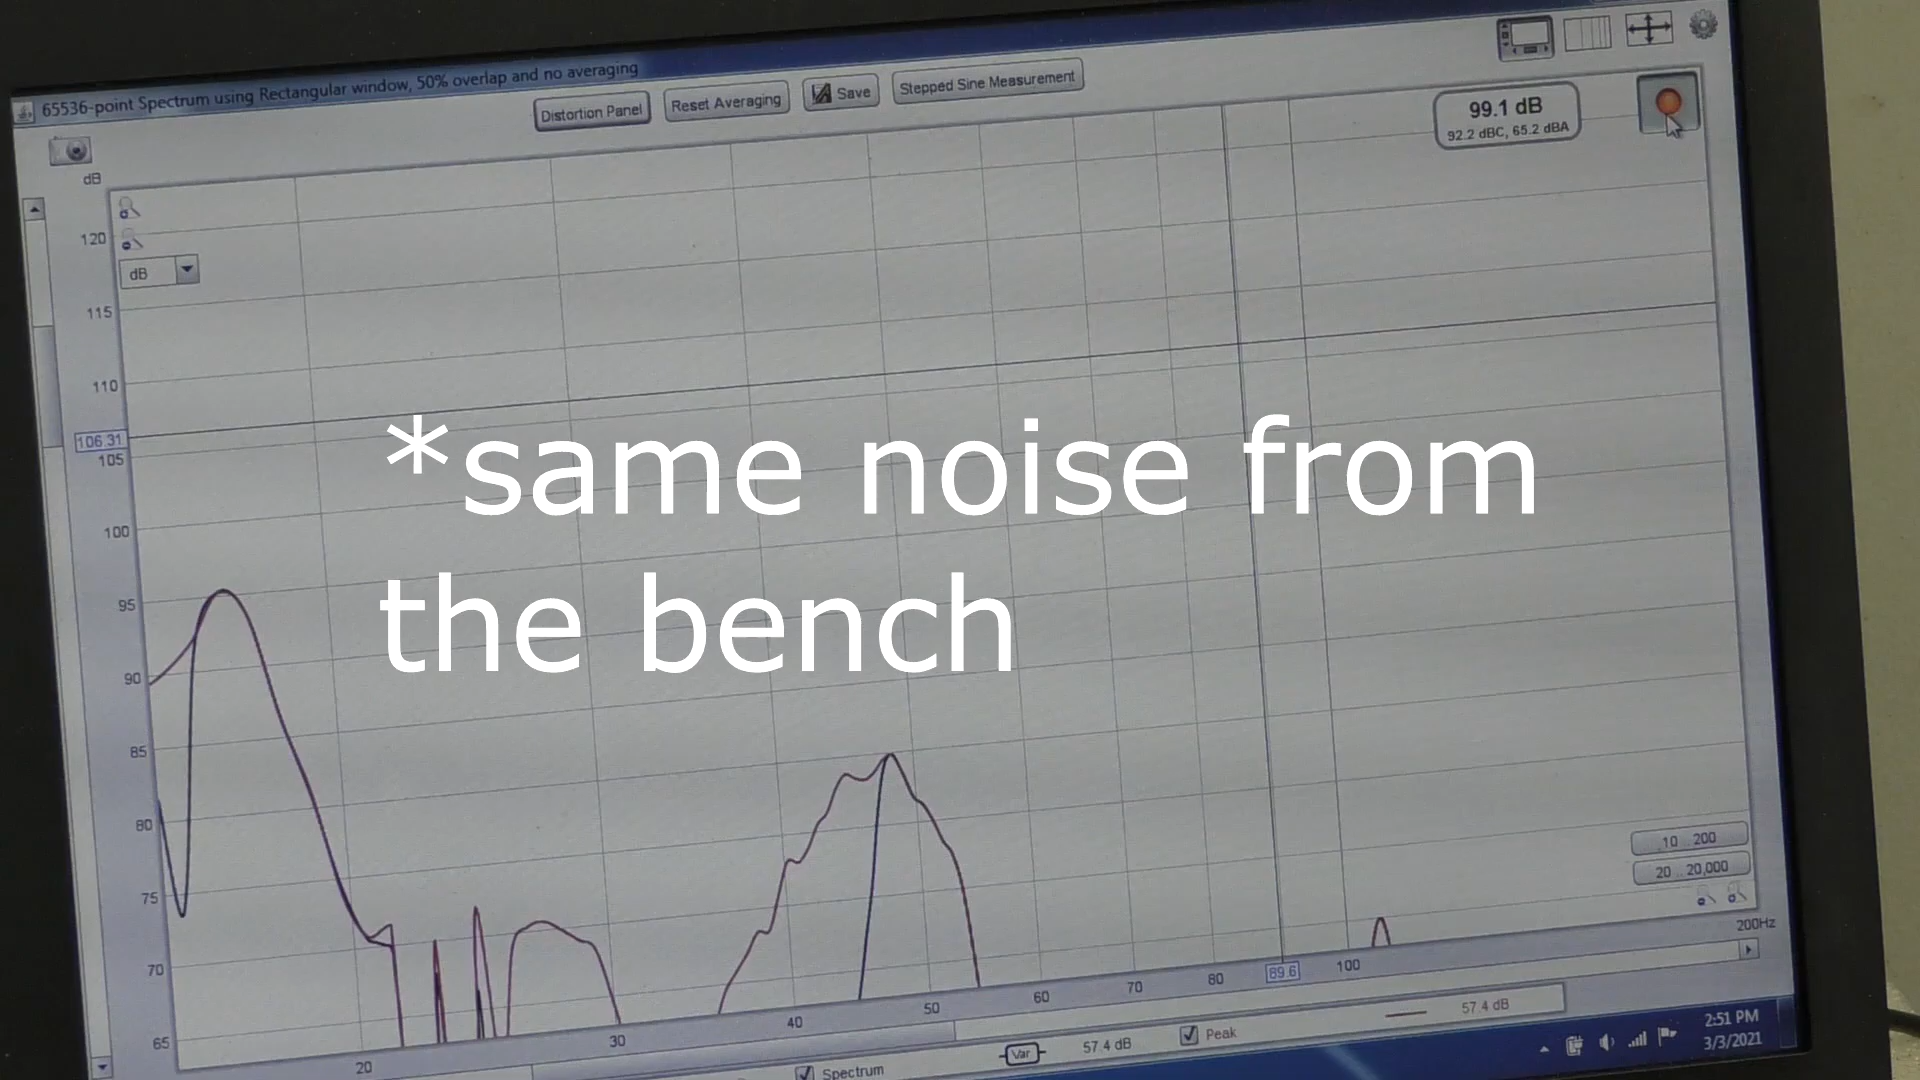 65536-point Spectrum using Rectangular window, 50% overlap and no averaging
Distortion Panel
Reset Averaging
Save
Stepped Sine Measurement
99.1 dB
92.2 dBC, 65.2 dBA
dB
120
dB
115
110
106.31
105
*same noise from
the bench
100
95
90
85
80
75
70
65
10 .. 200
20 .. 20,000
200Hz
20
30
40
50
60
70
80
89.6
100
Spectrum
Var
57.4 dB
Peak
57.4 dB
2:51 PM
3/3/2021